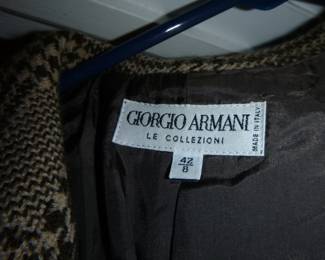 GIORGIO ARMANI
LE COLLEZIONI
MADE IN ITALY
42
8